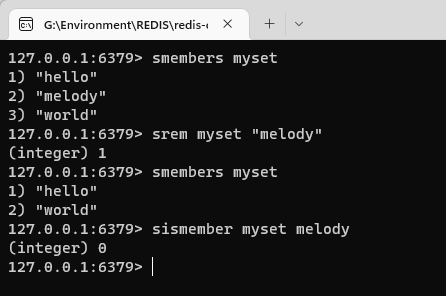 G:\Environment\REDIS\redis-c
127.0.0.1:6379> smembers myset
1) "hello"
2) "melody"
3) "world"
127.0.0.1:6379> srem myset "melody"
(integer) 1
127.0.0.1:6379> smembers myset
1) "hello"
2) "world"
127.0.0.1:6379> sismember myset melody
(integer) 0
127.0.0.1:6379>